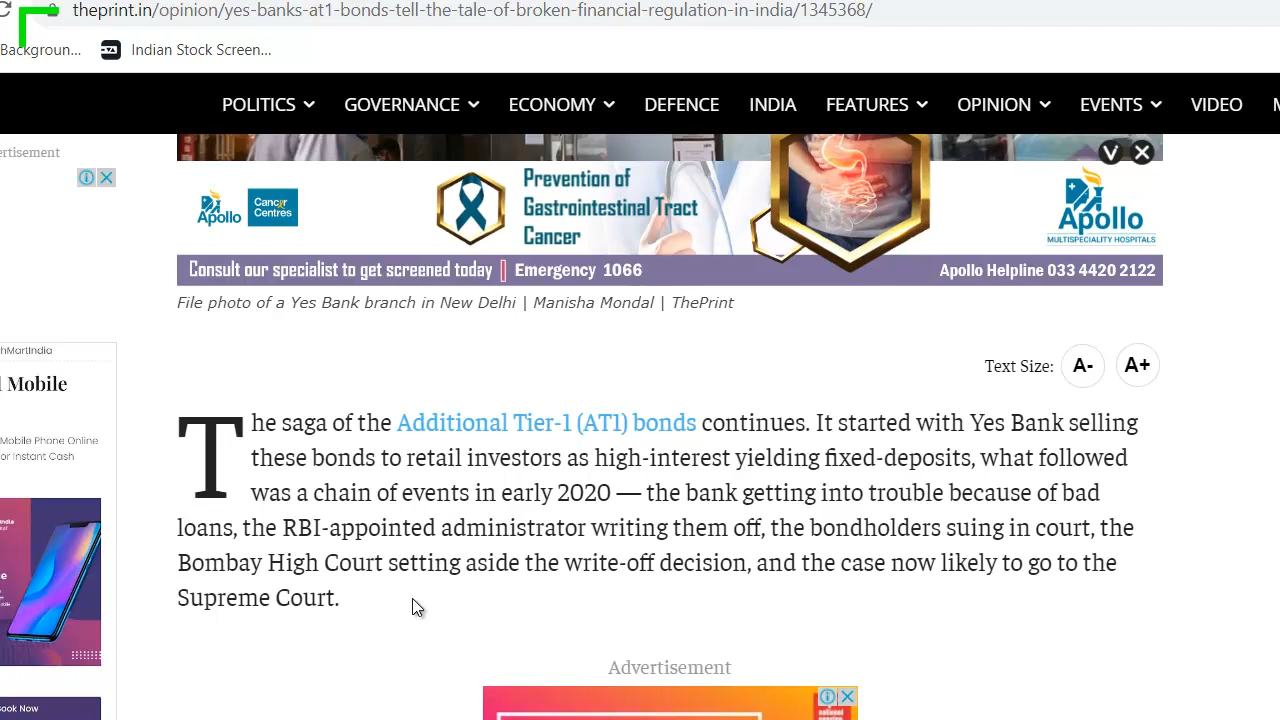 theprint.in/opinion/yes-banks-at1-bonds-tell-the-tale-of-broken-financial-regulation-in-india/1345368/
Backgroun... Indian Stock Screen...
POLITICS GOVERNANCE ECONOMY DEFENCE INDIA FEATURES OPINION EVENTS VIDEO
Prevention of
Gastrointestinal Tract
Cancer
Apollo
Cancer
Centres
Apollo
MULTISPECIALITY HOSPITALS
Consult our specialist to get screened today | Emergency 1066
Apollo Helpline 033 4420 2122
File photo of a Yes Bank branch in New Delhi | Manisha Mondal | ThePrint
Text Size: A- A+
The saga of the Additional Tier-1 (AT1) bonds continues. It started with Yes Bank selling
these bonds to retail investors as high-interest yielding fixed-deposits, what followed
was a chain of events in early 2020 — the bank getting into trouble because of bad
loans, the RBI-appointed administrator writing them off, the bondholders suing in court, the
Bombay High Court setting aside the write-off decision, and the case now likely to go to the
Supreme Court.
Advertisement
Mobile
Mobile Phone Online
or Instant Cash
Book Now